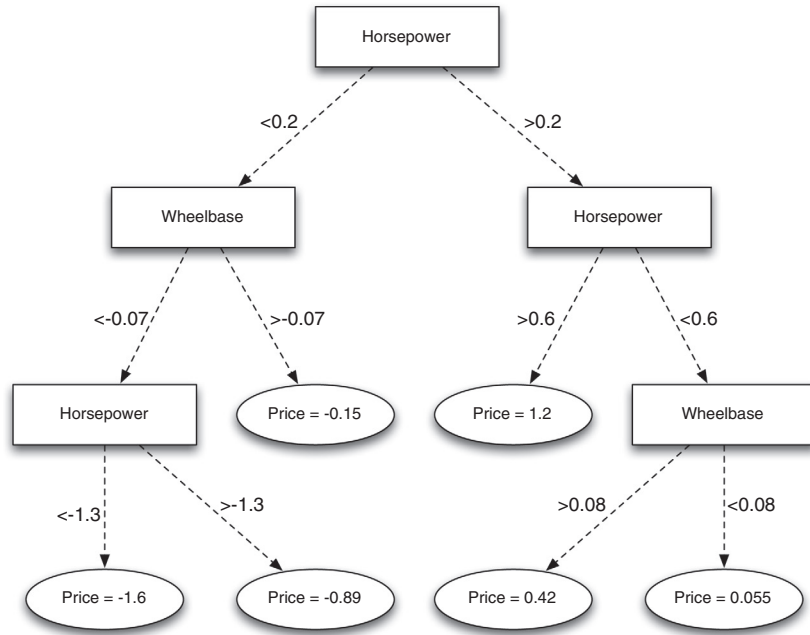 Horsepower
<0.2
>0.2
Wheelbase
Horsepower
<-0.07
>-0.07
>0.6
<0.6
Horsepower
Price = -0.15
Price = 1.2
Wheelbase
<-1.3
>-1.3
>0.08
<0.08
Price = -1.6
Price = -0.89
Price = 0.42
Price = 0.055